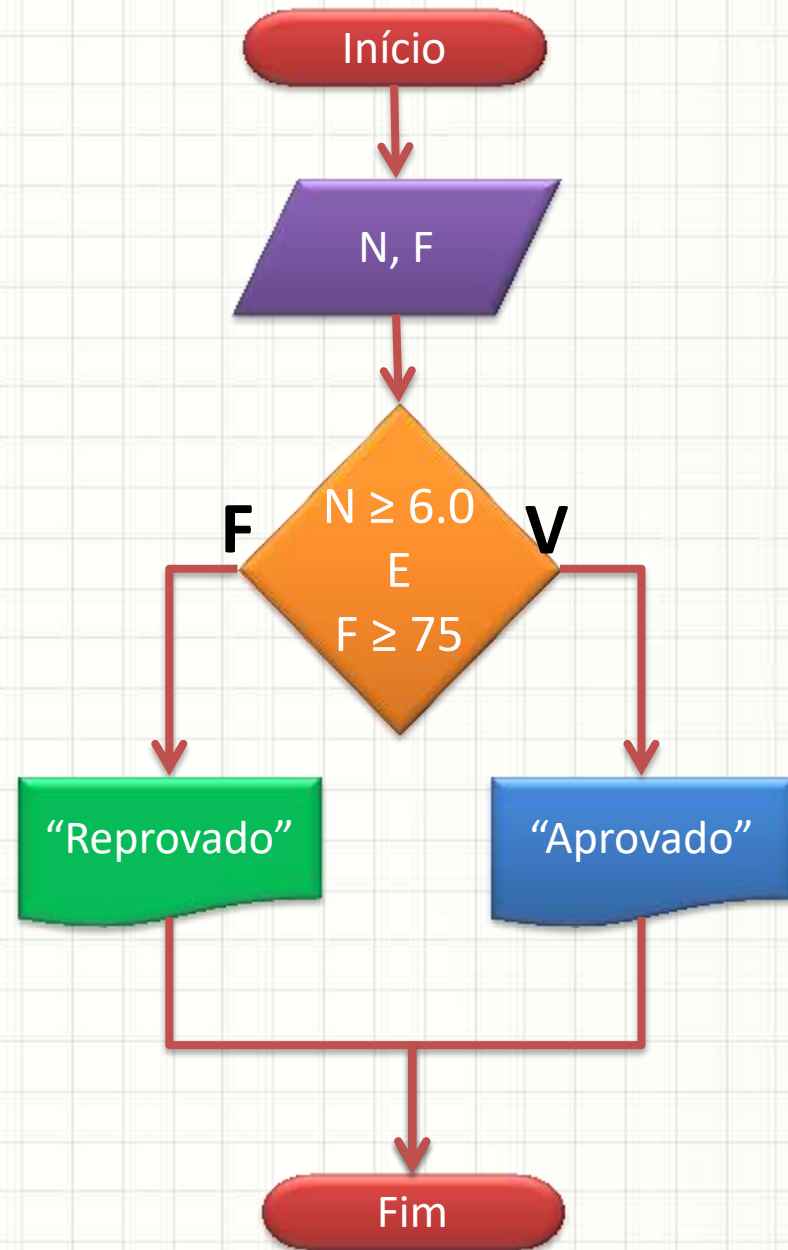 Início
N, F
F
N ≥ 6.0
V
E
F ≥ 75
“Reprovado”
“Aprovado”
Fim